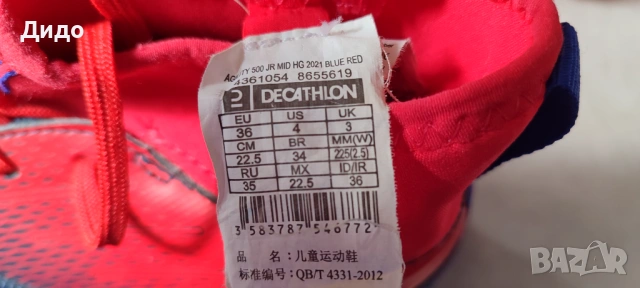 Дидо
Agility 500 JR MID HG 2021 BLUE RED
4361054 8655619
DECATHLON
EU US UK
36 4 3
CM BR MM(W)
22.5 34 225(2.5)
RU MX ID/IR
35 22.5 36
3 583787 546772
品 名：儿童运动鞋
标准编号：QB/T 4331-2012
BAZAR